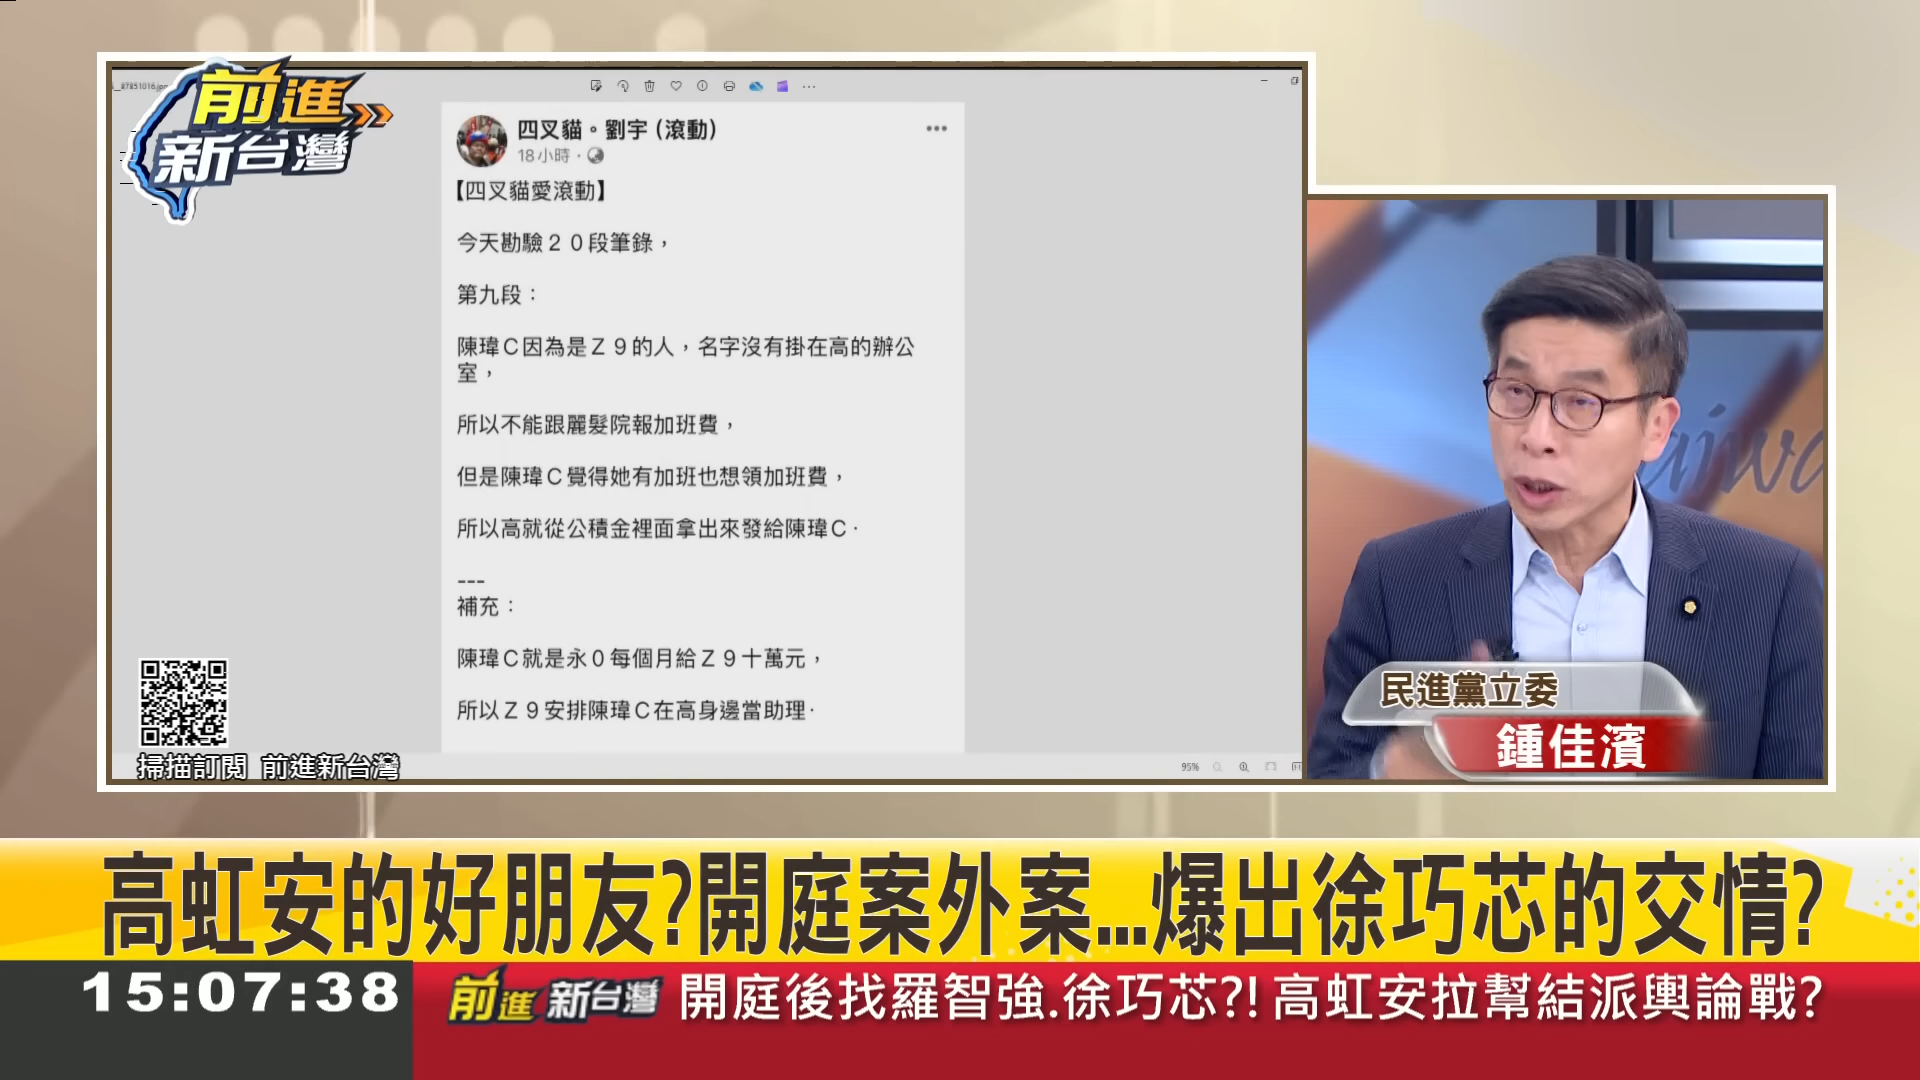 前進
新台灣
四叉貓。劉宇 (滾動)
18小時 ·
【四叉貓愛滾動】
今天勘驗２０段筆錄，
第九段：
陳瑋Ｃ因為是Ｚ９的人，名字沒有掛在高的辦公
室，
所以不能跟麗髮院報加班費，
但是陳瑋Ｃ覺得她有加班也想領加班費，
所以高就從公積金裡面拿出來發給陳瑋Ｃ·
---
補充：
陳瑋Ｃ就是永０每個月給Ｚ９十萬元，
所以Ｚ９安排陳瑋Ｃ在高身邊當助理·
95%
掃描訂閱 前進新台灣
民進黨立委
鍾佳濱
高虹安的好朋友?開庭案外案...爆出徐巧芯的交情?
15:07:38
前進新台灣 開庭後找羅智強.徐巧芯?! 高虹安拉幫結派輿論戰?